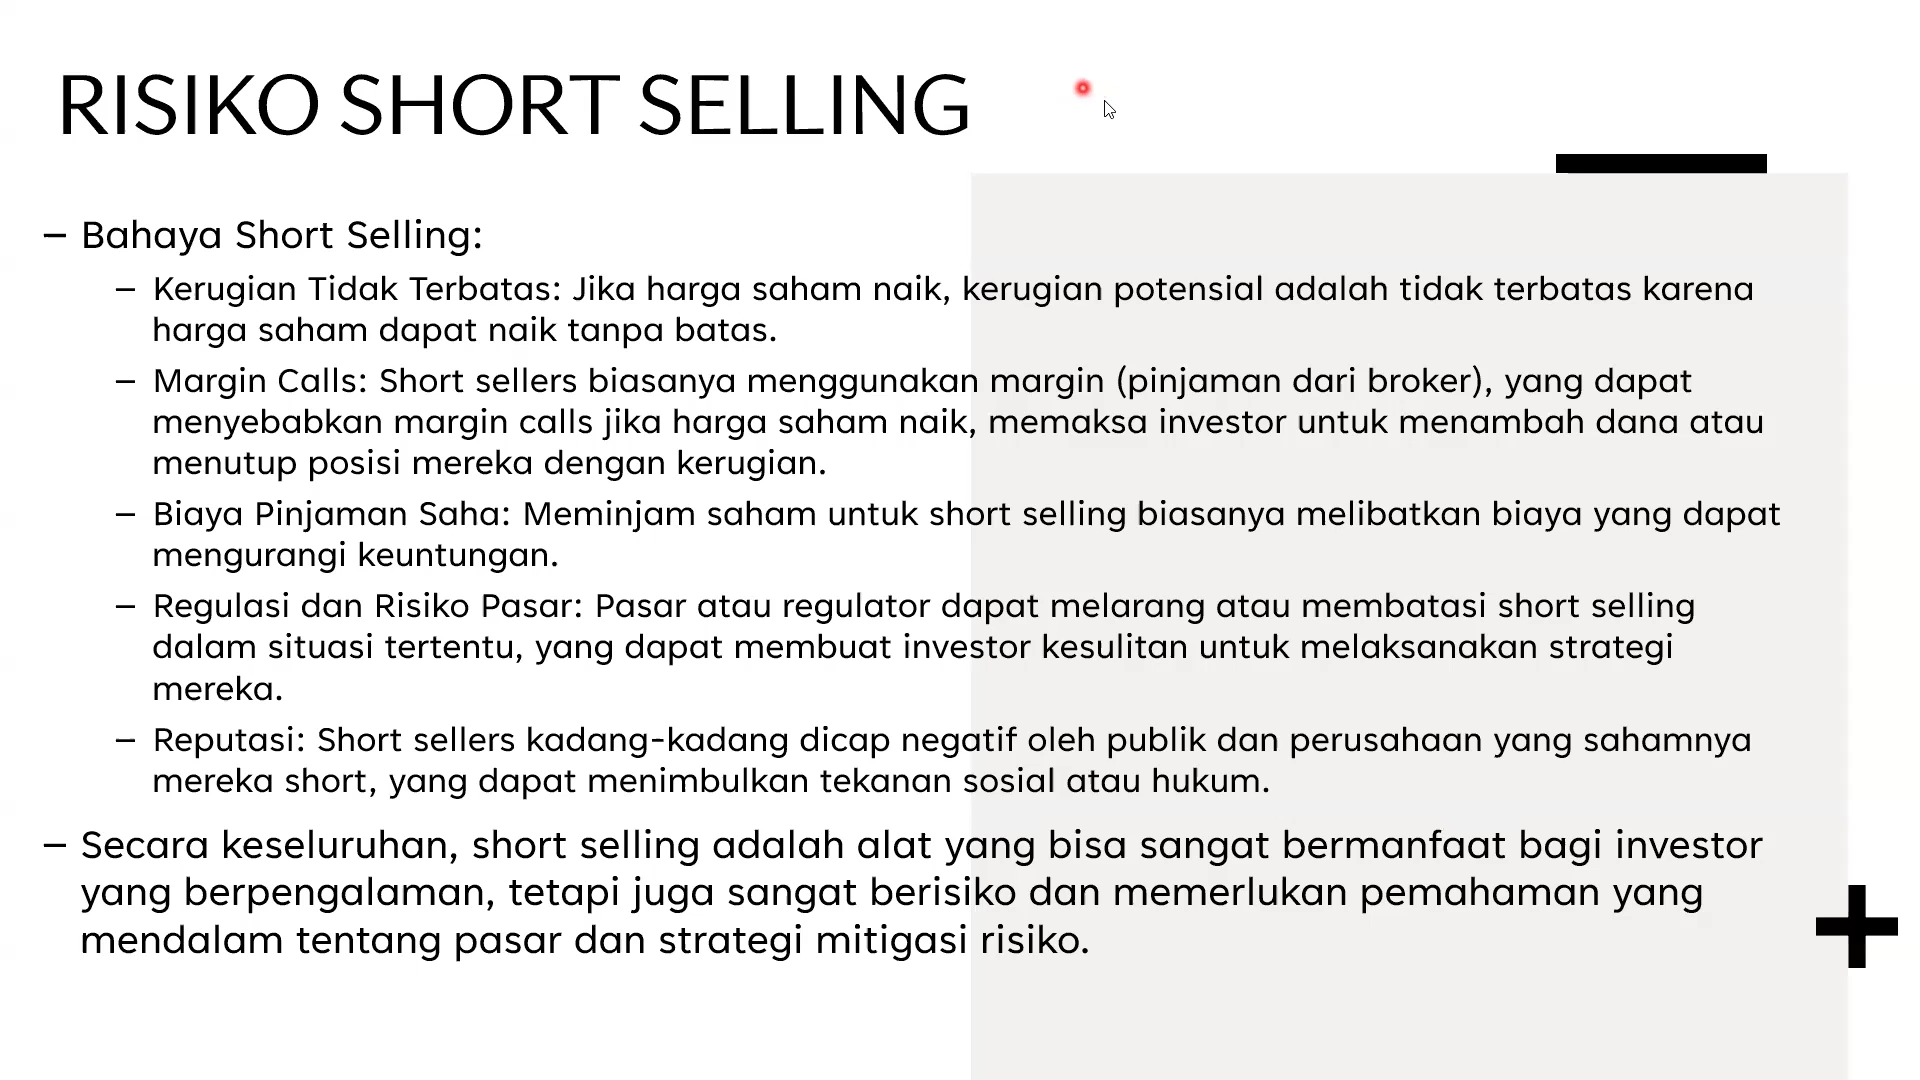 RISIKO SHORT SELLING
– Bahaya Short Selling:
– Kerugian Tidak Terbatas: Jika harga saham naik, kerugian potensial adalah tidak terbatas karena
harga saham dapat naik tanpa batas.
– Margin Calls: Short sellers biasanya menggunakan margin (pinjaman dari broker), yang dapat
menyebabkan margin calls jika harga saham naik, memaksa investor untuk menambah dana atau
menutup posisi mereka dengan kerugian.
– Biaya Pinjaman Saha: Meminjam saham untuk short selling biasanya melibatkan biaya yang dapat
mengurangi keuntungan.
– Regulasi dan Risiko Pasar: Pasar atau regulator dapat melarang atau membatasi short selling
dalam situasi tertentu, yang dapat membuat investor kesulitan untuk melaksanakan strategi
mereka.
– Reputasi: Short sellers kadang-kadang dicap negatif oleh publik dan perusahaan yang sahamnya
mereka short, yang dapat menimbulkan tekanan sosial atau hukum.
– Secara keseluruhan, short selling adalah alat yang bisa sangat bermanfaat bagi investor
yang berpengalaman, tetapi juga sangat berisiko dan memerlukan pemahaman yang
mendalam tentang pasar dan strategi mitigasi risiko.